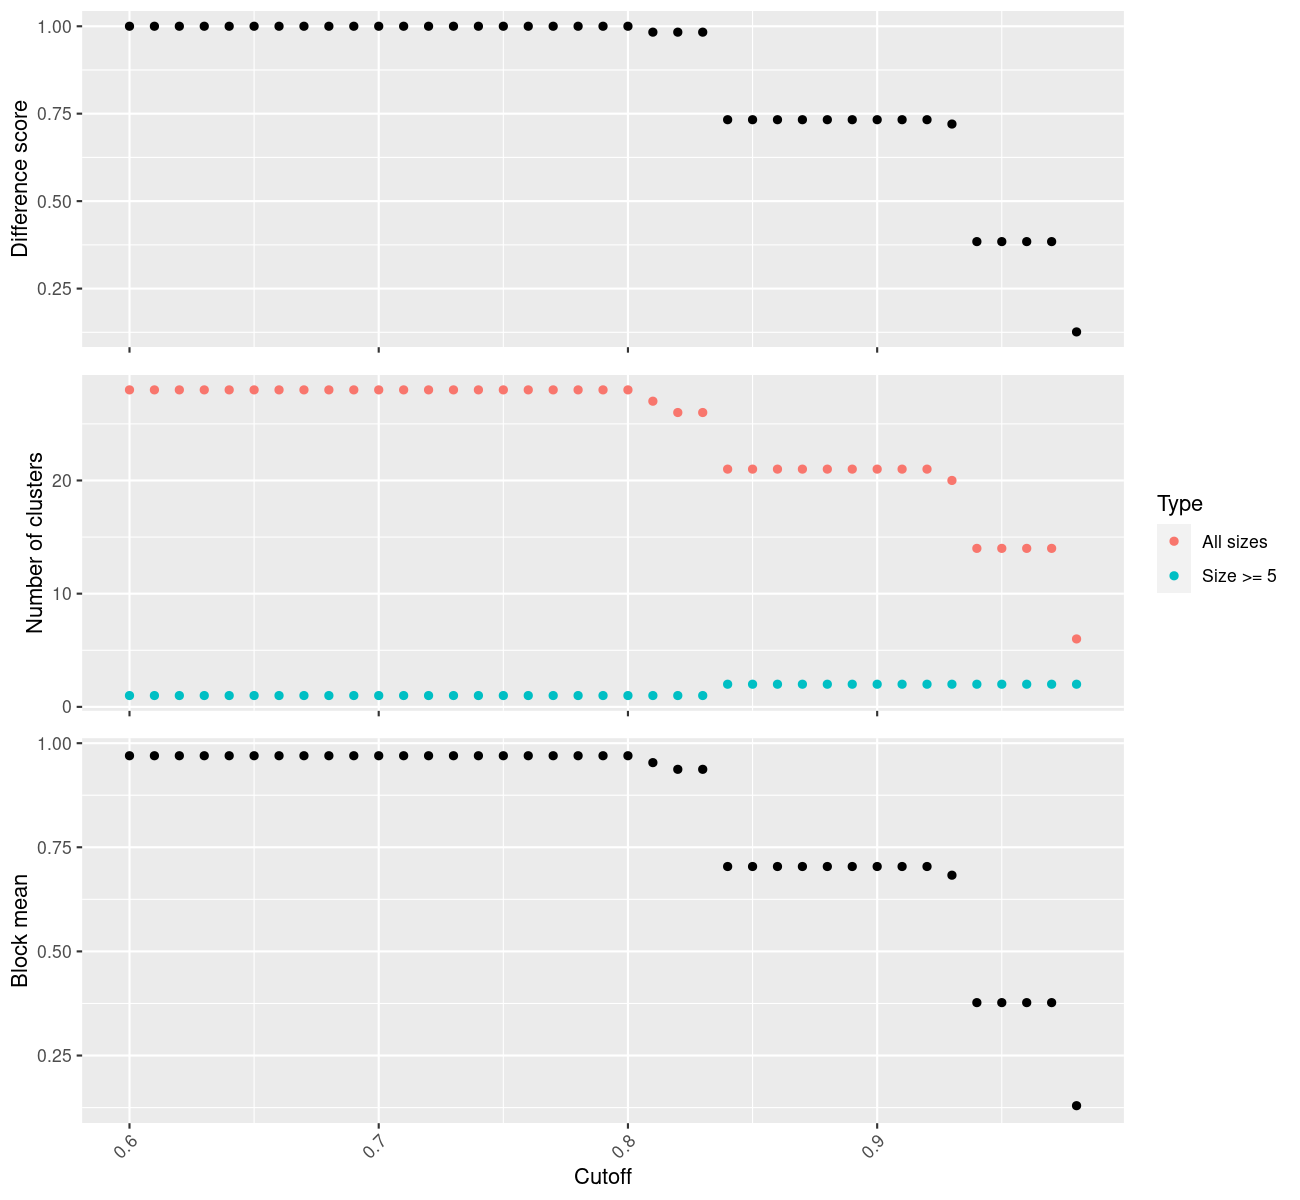 Difference score
1.00
0.75
0.50
0.25
Number of clusters
20
10
0
Type
All sizes
Size >= 5
Block mean
1.00
0.75
0.50
0.25
0.6
0.7
0.8
0.9
Cutoff